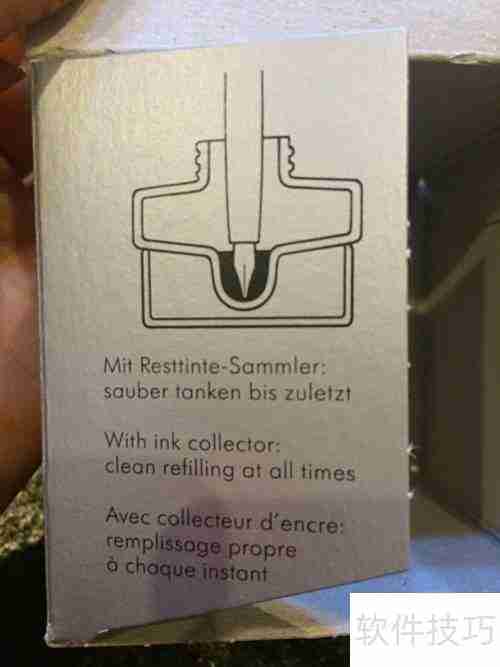 Mit Resttinte-Sammler:
sauber tanken bis zuletzt
With ink collector:
clean refilling at all times
Avec collecteur d'encre:
remplissage propre
à chaque instant
软件技巧